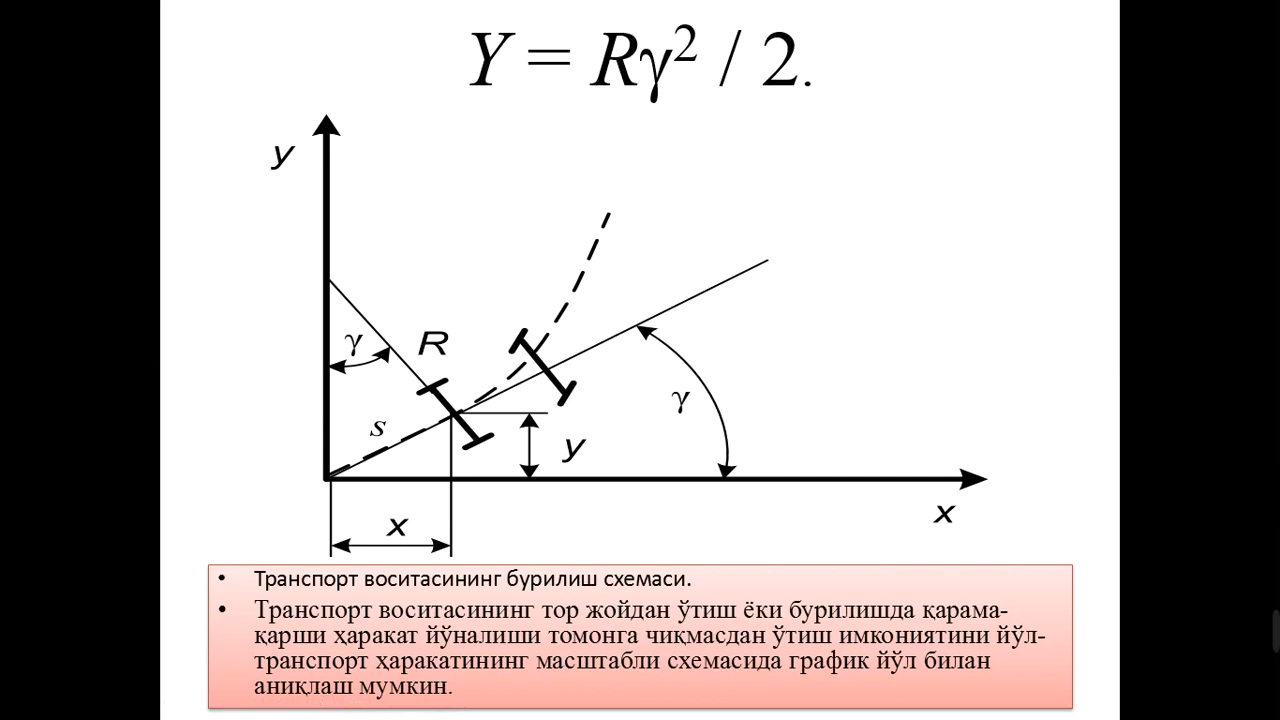 Y = Rγ² / 2.
y
γ
R
γ
s
y
x
x
• Транспорт воситасининг бурилиш схемаси.
• Транспорт воситасининг тор жойдан ўтиш ёки бурилишда қарама-
қарши ҳаракат йўналиши томонга чиқмасдан ўтиш имкониятини йўл-
транспорт ҳаракатининг масштабли схемасида график йўл билан
аниқлаш мумкин.